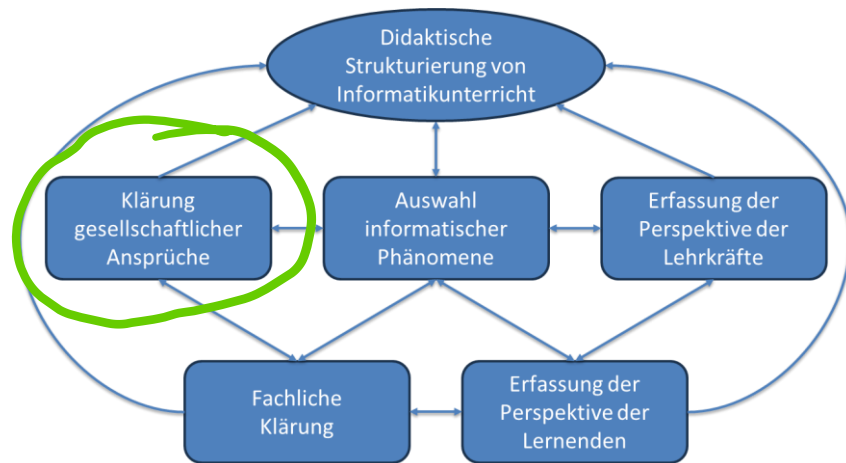 Didaktische
Strukturierung von
Informatikunterricht
Klärung
gesellschaftlicher
Ansprüche
Auswahl
informatischer
Phänomene
Erfassung der
Perspektive der
Lehrkräfte
Fachliche
Klärung
Erfassung der
Perspektive der
Lernenden